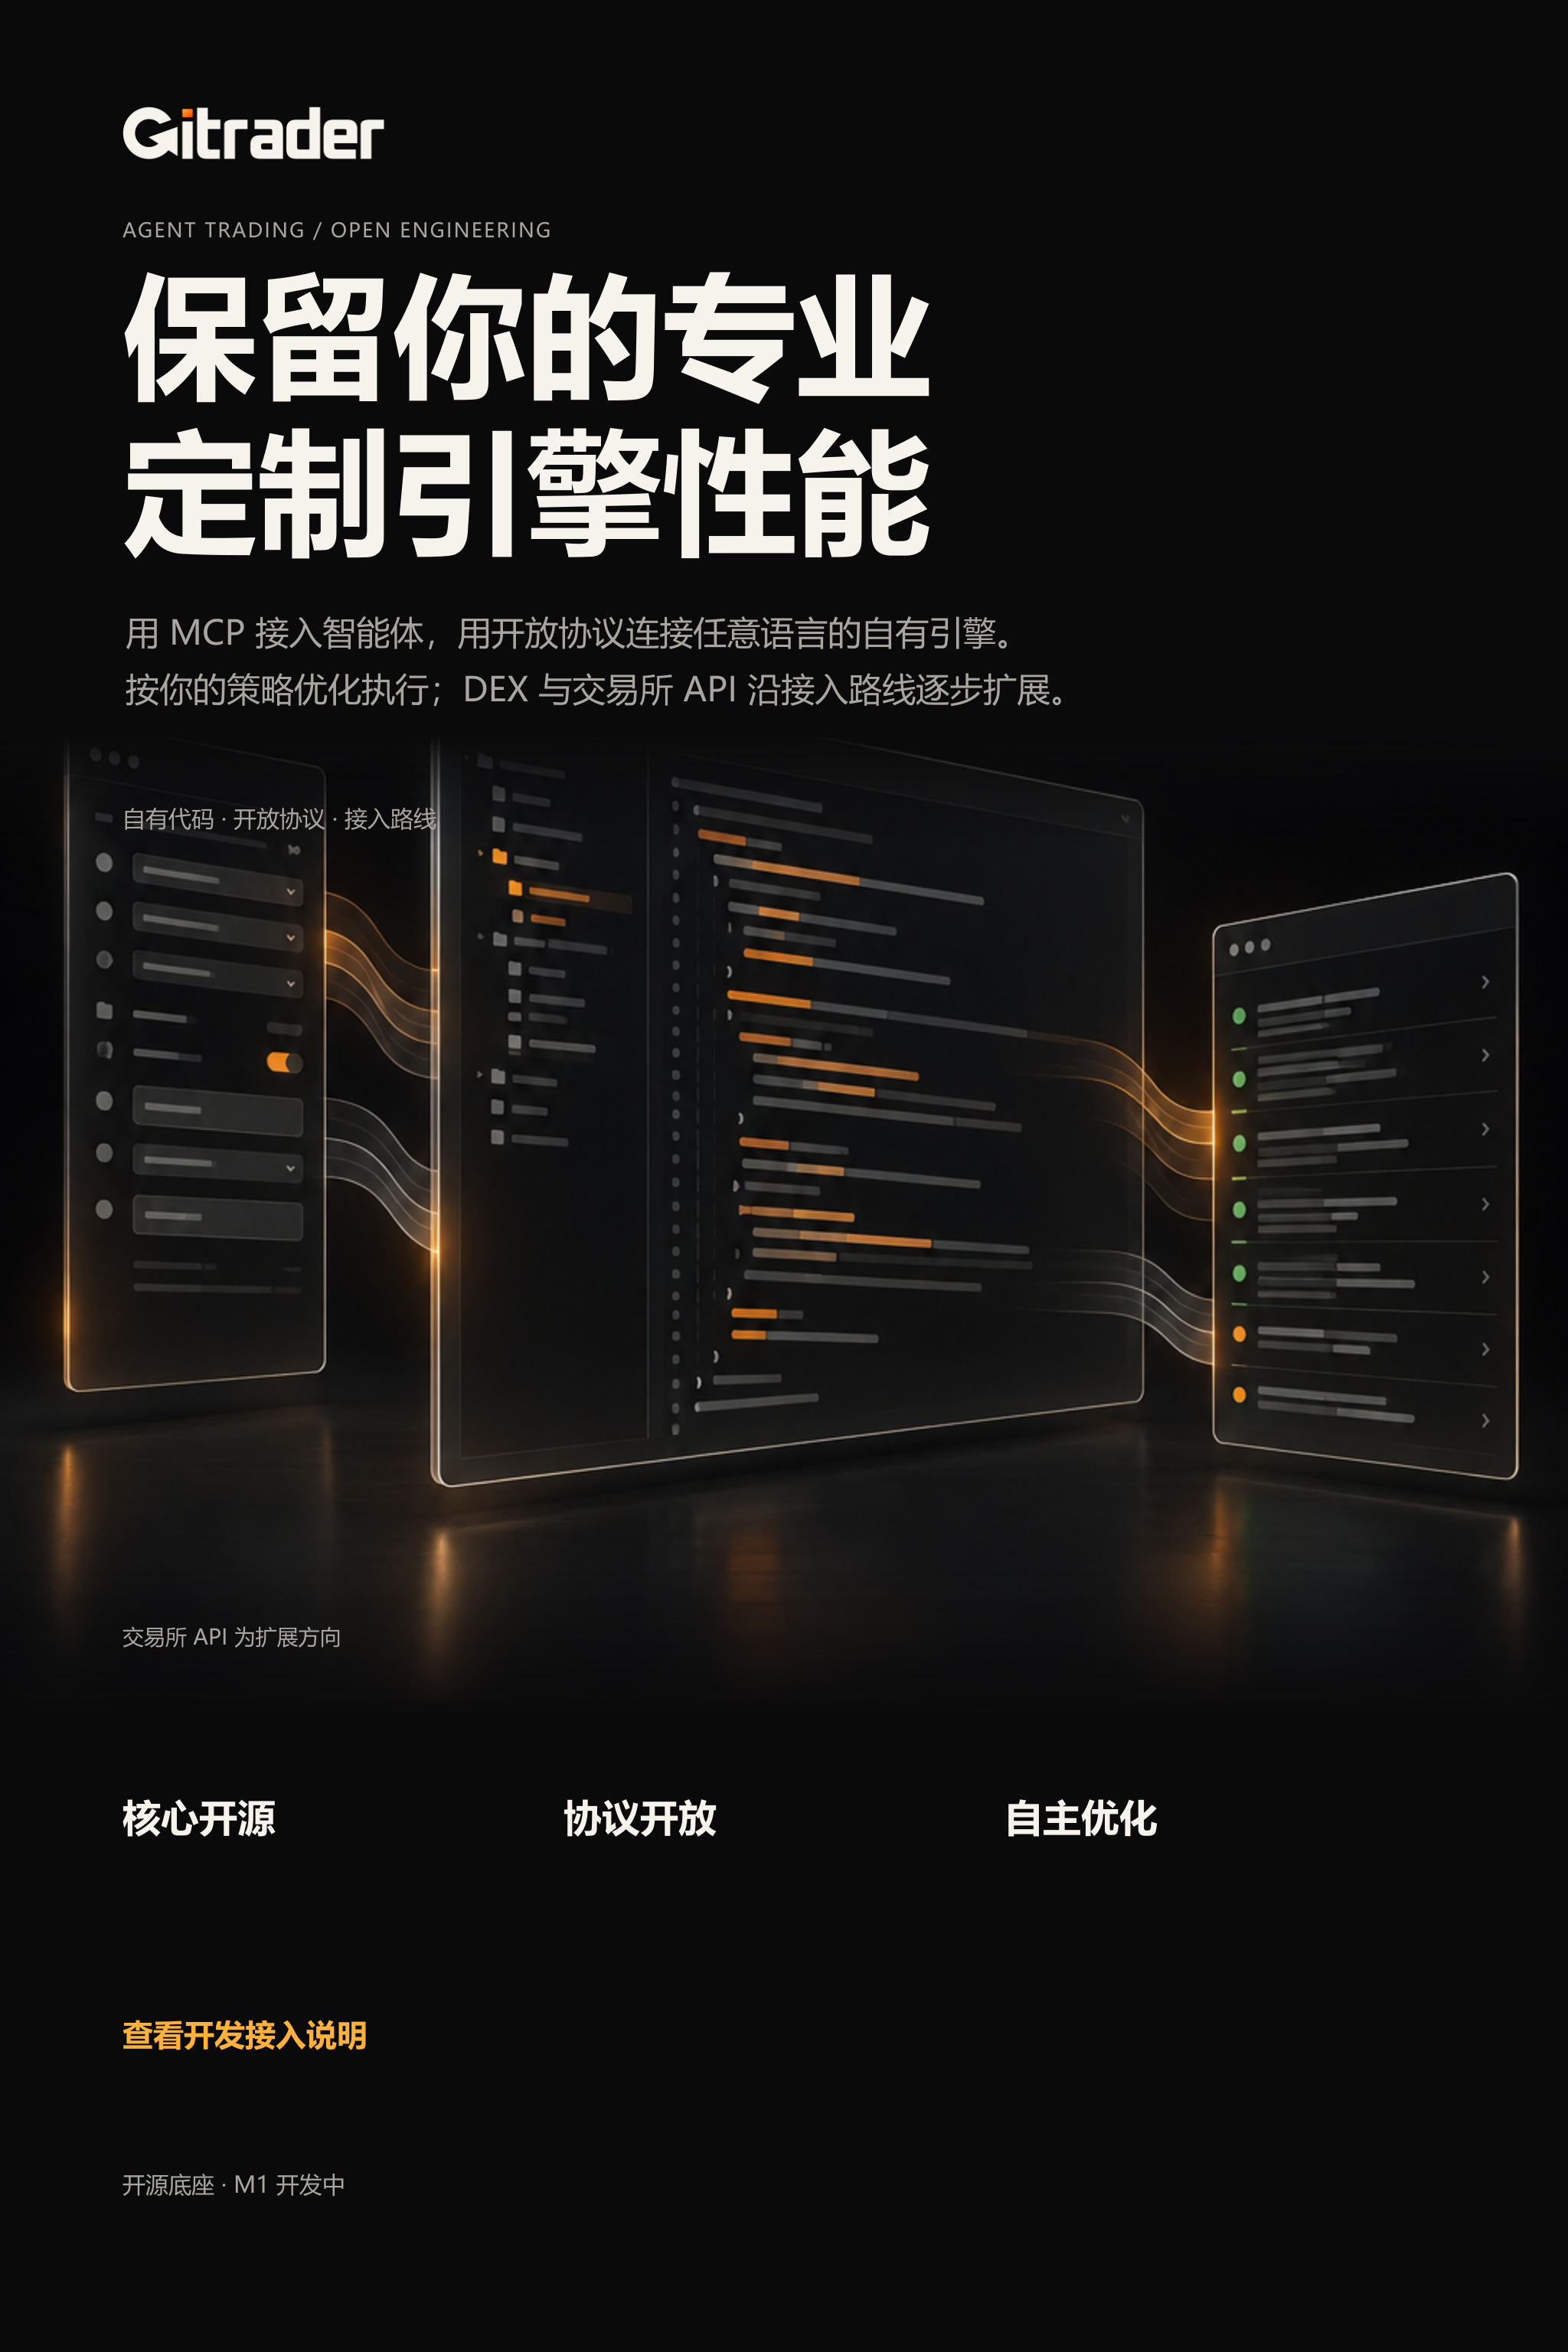 Gitrader
AGENT TRADING / OPEN ENGINEERING
保留你的专业
定制引擎性能
用 MCP 接入智能体，用开放协议连接任意语言的自有引擎。
按你的策略优化执行；DEX 与交易所 API 沿接入路线逐步扩展。
自有代码 · 开放协议 · 接入路线
交易所 API 为扩展方向
核心开源
协议开放
自主优化
查看开发接入说明
开源底座 · M1 开发中